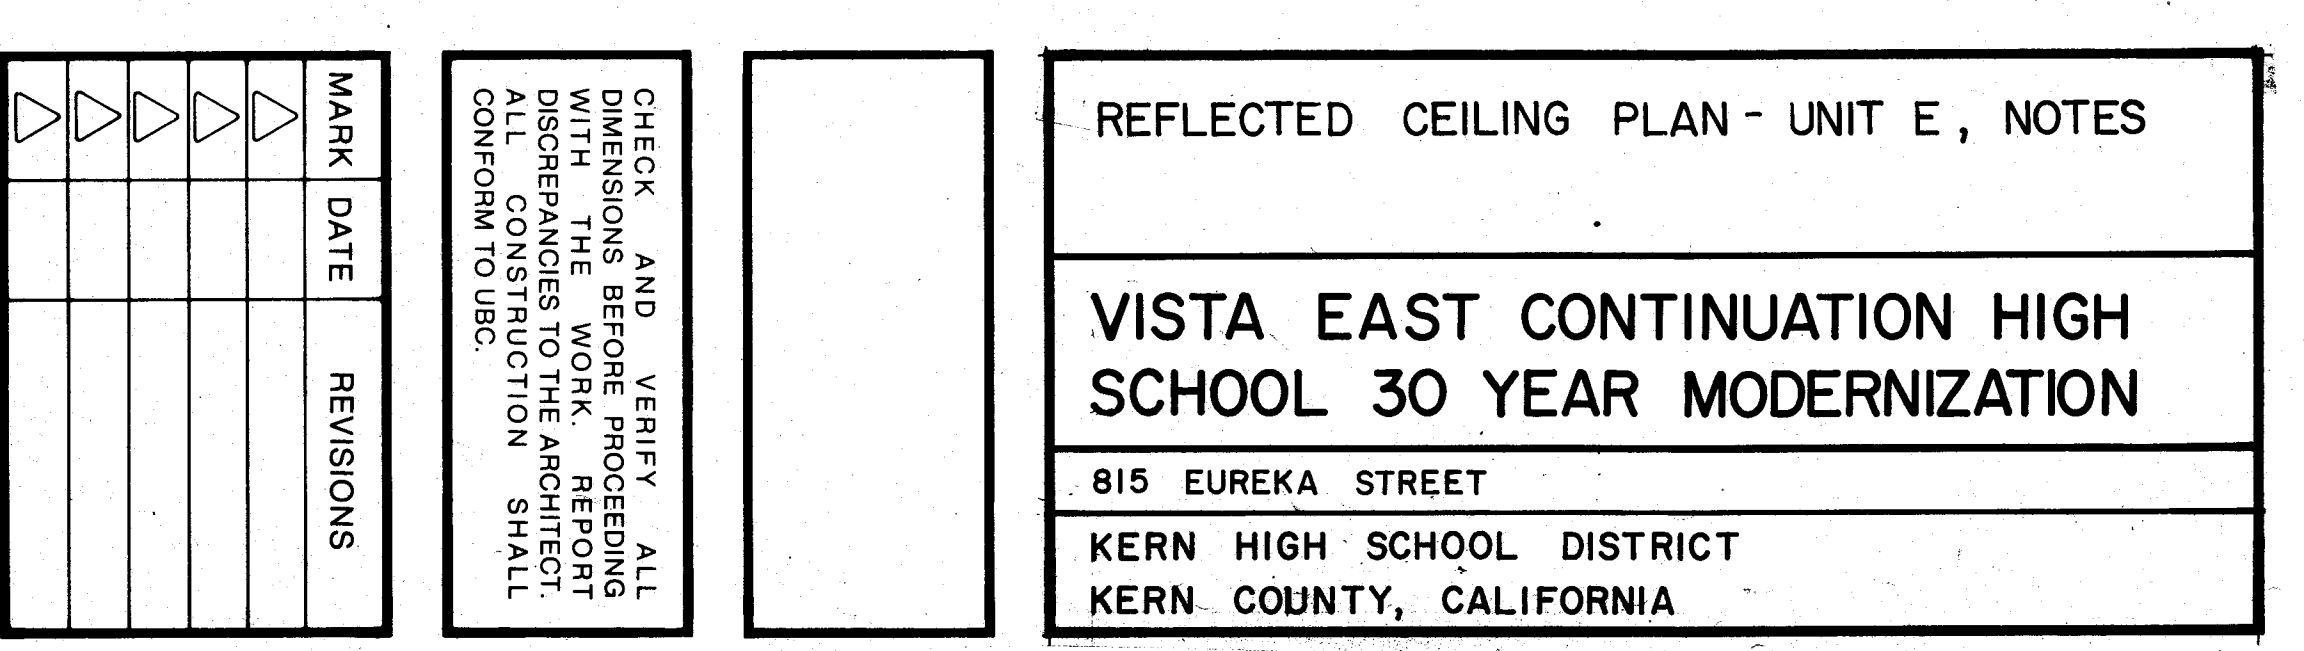 MARK DATE REVISIONS
CHECK AND VERIFY ALL
DIMENSIONS BEFORE PROCEEDING
WITH THE WORK. REPORT
DISCREPANCIES TO THE ARCHITECT.
ALL CONSTRUCTION SHALL
CONFORM TO UBC.
REFLECTED CEILING PLAN - UNIT E, NOTES
VISTA EAST CONTINUATION HIGH
SCHOOL 30 YEAR MODERNIZATION
815 EUREKA STREET
KERN HIGH SCHOOL DISTRICT
KERN COUNTY, CALIFORNIA